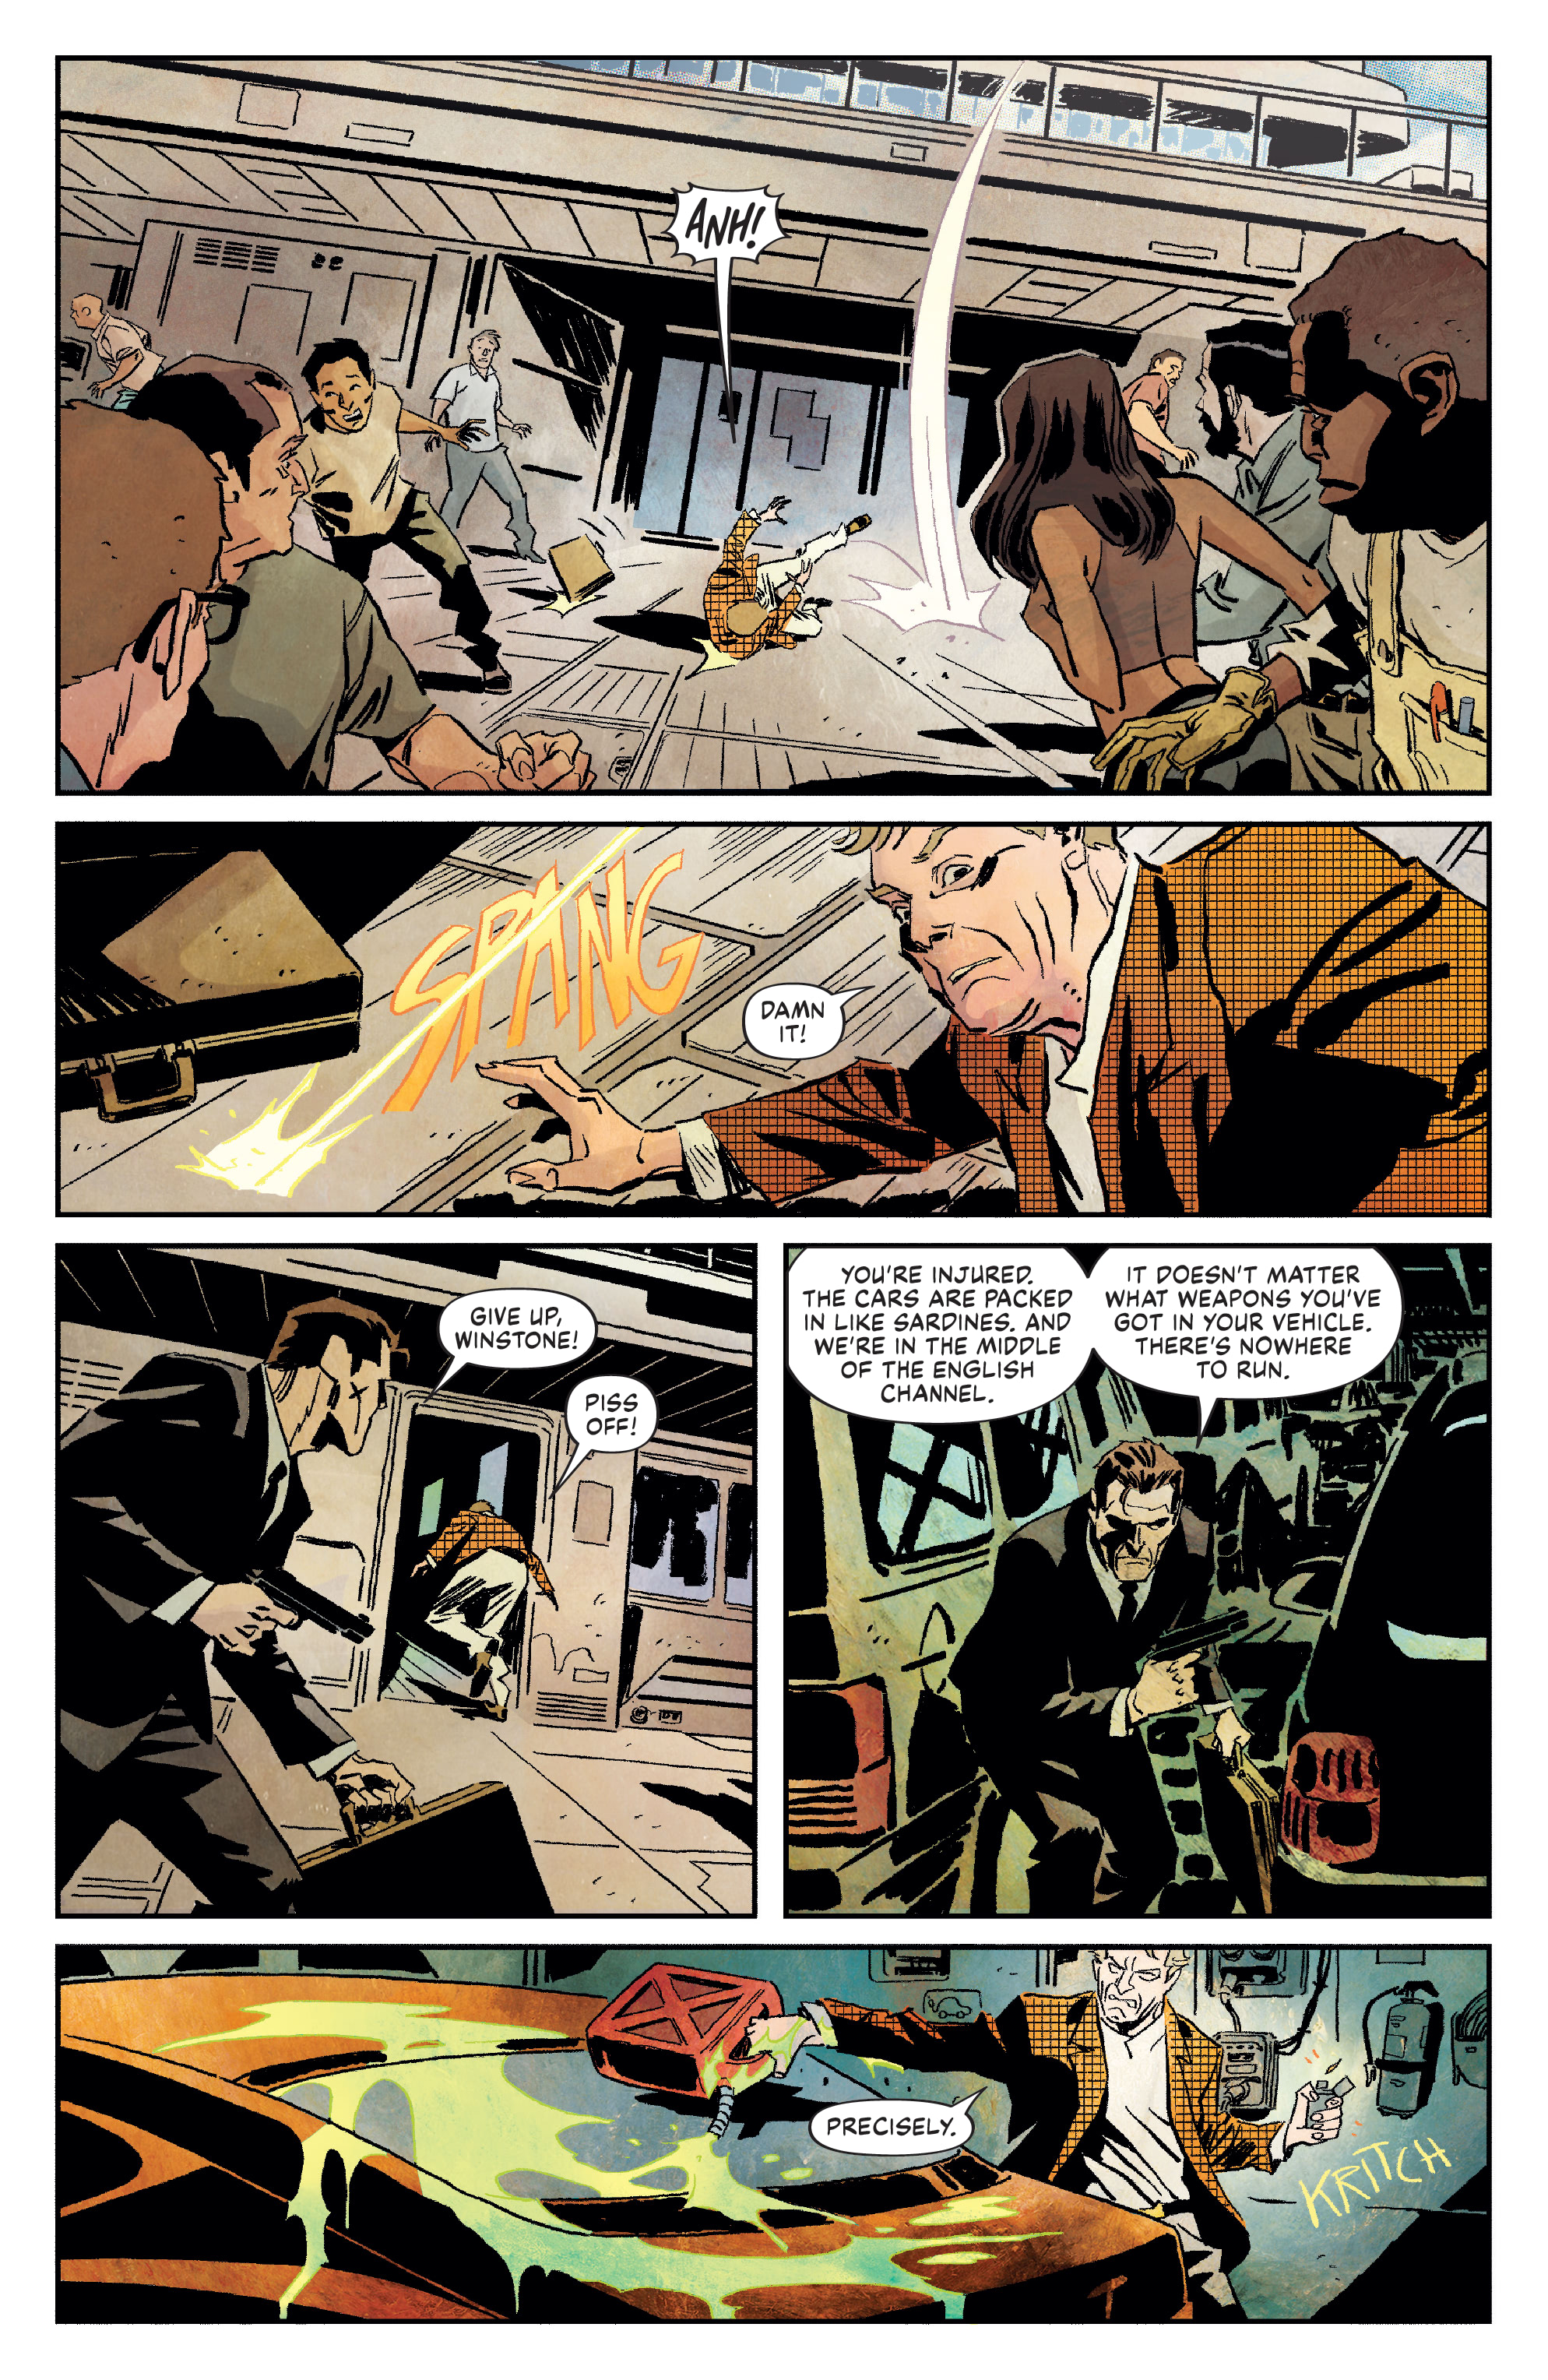 ANH!
SPANG
DAMN
IT!
GIVE UP,
WINSTONE!
PISS
OFF!
YOU'RE INJURED.
THE CARS ARE PACKED
IN LIKE SARDINES. AND
WE'RE IN THE MIDDLE
OF THE ENGLISH
CHANNEL.
IT DOESN'T MATTER
WHAT WEAPONS YOU'VE
GOT IN YOUR VEHICLE.
THERE'S NOWHERE
TO RUN.
PRECISELY.
KRITCH